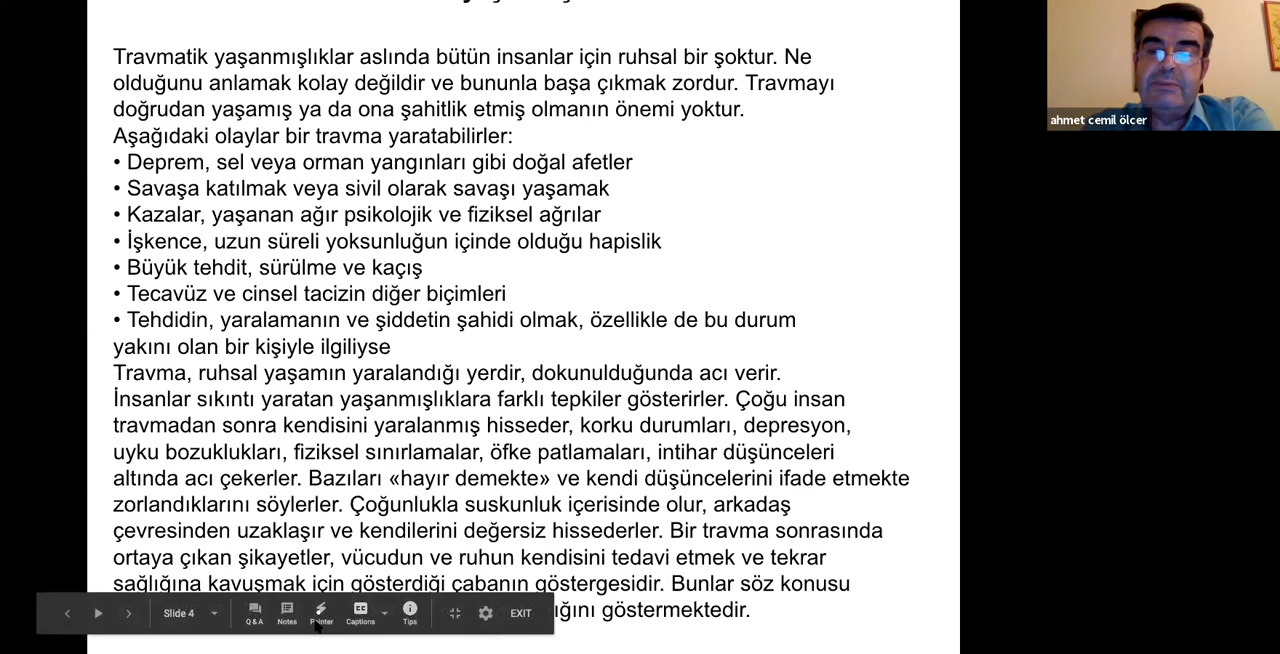 Travmatik yaşanmışlıklar aslında bütün insanlar için ruhsal bir şoktur. Ne
olduğunu anlamak kolay değildir ve bununla başa çıkmak zordur. Travmayı
doğrudan yaşamış ya da ona şahitlik etmiş olmanın önemi yoktur.
Aşağıdaki olaylar bir travma yaratabilirler:
• Deprem, sel veya orman yangınları gibi doğal afetler
• Savaşa katılmak veya sivil olarak savaşı yaşamak
• Kazalar, yaşanan ağır psikolojik ve fiziksel ağrılar
• İşkence, uzun süreli yoksunluğun içinde olduğu hapislik
• Büyük tehdit, sürülme ve kaçış
• Tecavüz ve cinsel tacizin diğer biçimleri
• Tehdidin, yaralamanın ve şiddetin şahidi olmak, özellikle de bu durum
yakını olan bir kişiyle ilgiliyse
Travma, ruhsal yaşamın yaralandığı yerdir, dokunulduğunda acı verir.
İnsanlar sıkıntı yaratan yaşanmışlıklara farklı tepkiler gösterirler. Çoğu insan
travmadan sonra kendisini yaralanmış hisseder, korku durumları, depresyon,
uyku bozuklukları, fiziksel sınırlamalar, öfke patlamaları, intihar düşünceleri
altında acı çekerler. Bazıları «hayır demekte» ve kendi düşüncelerini ifade etmekte
zorlandıklarını söylerler. Çoğunlukla suskunluk içerisinde olur, arkadaş
çevresinden uzaklaşır ve kendilerini değersiz hissederler. Bir travma sonrasında
ortaya çıkan şikayetler, vücudun ve ruhun kendisini tedavi etmek ve tekrar
sağlığına kavuşmak için gösterdiği çabanın göstergesidir. Bunlar söz konusu
göstermektedir.
Slide 4
Q & A
Notes
Pointer
Captions
Tips
EXIT
ahmet cemil ölcer